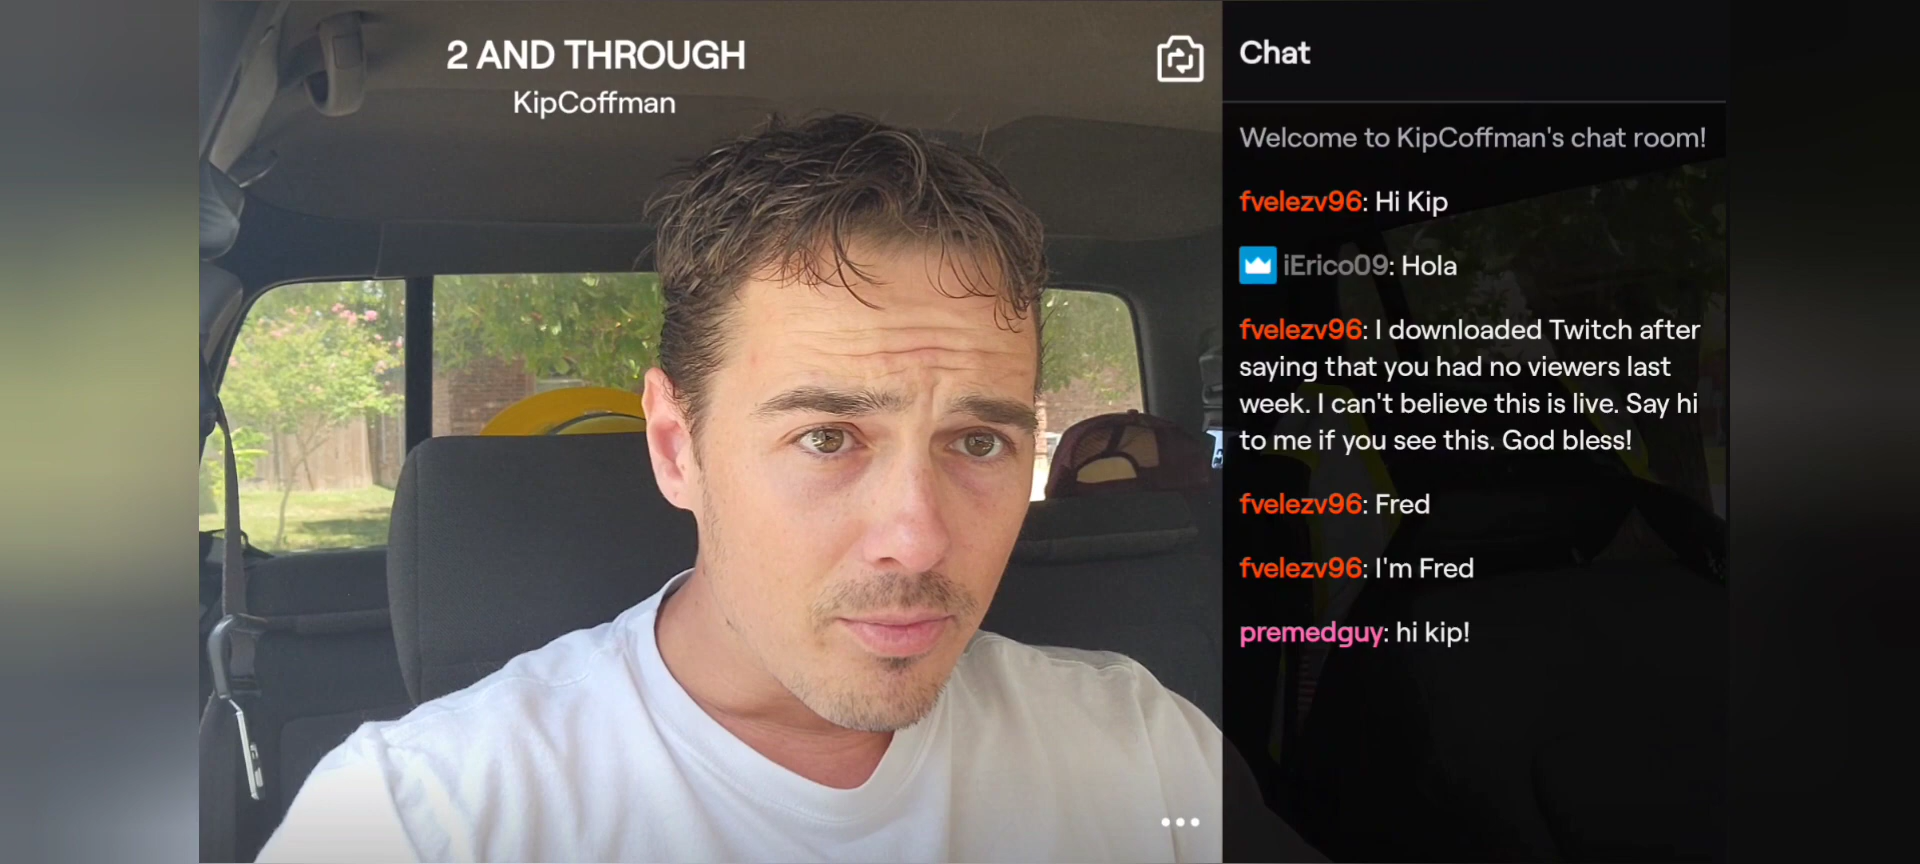 2 AND THROUGH
KipCoffman
Chat
Welcome to KipCoffman's chat room!
fvelezv96: Hi Kip
iErico09: Hola
fvelezv96: I downloaded Twitch after
saying that you had no viewers last
week. I can't believe this is live. Say hi
to me if you see this. God bless!
fvelezv96: Fred
fvelezv96: I'm Fred
premedguy: hi kip!